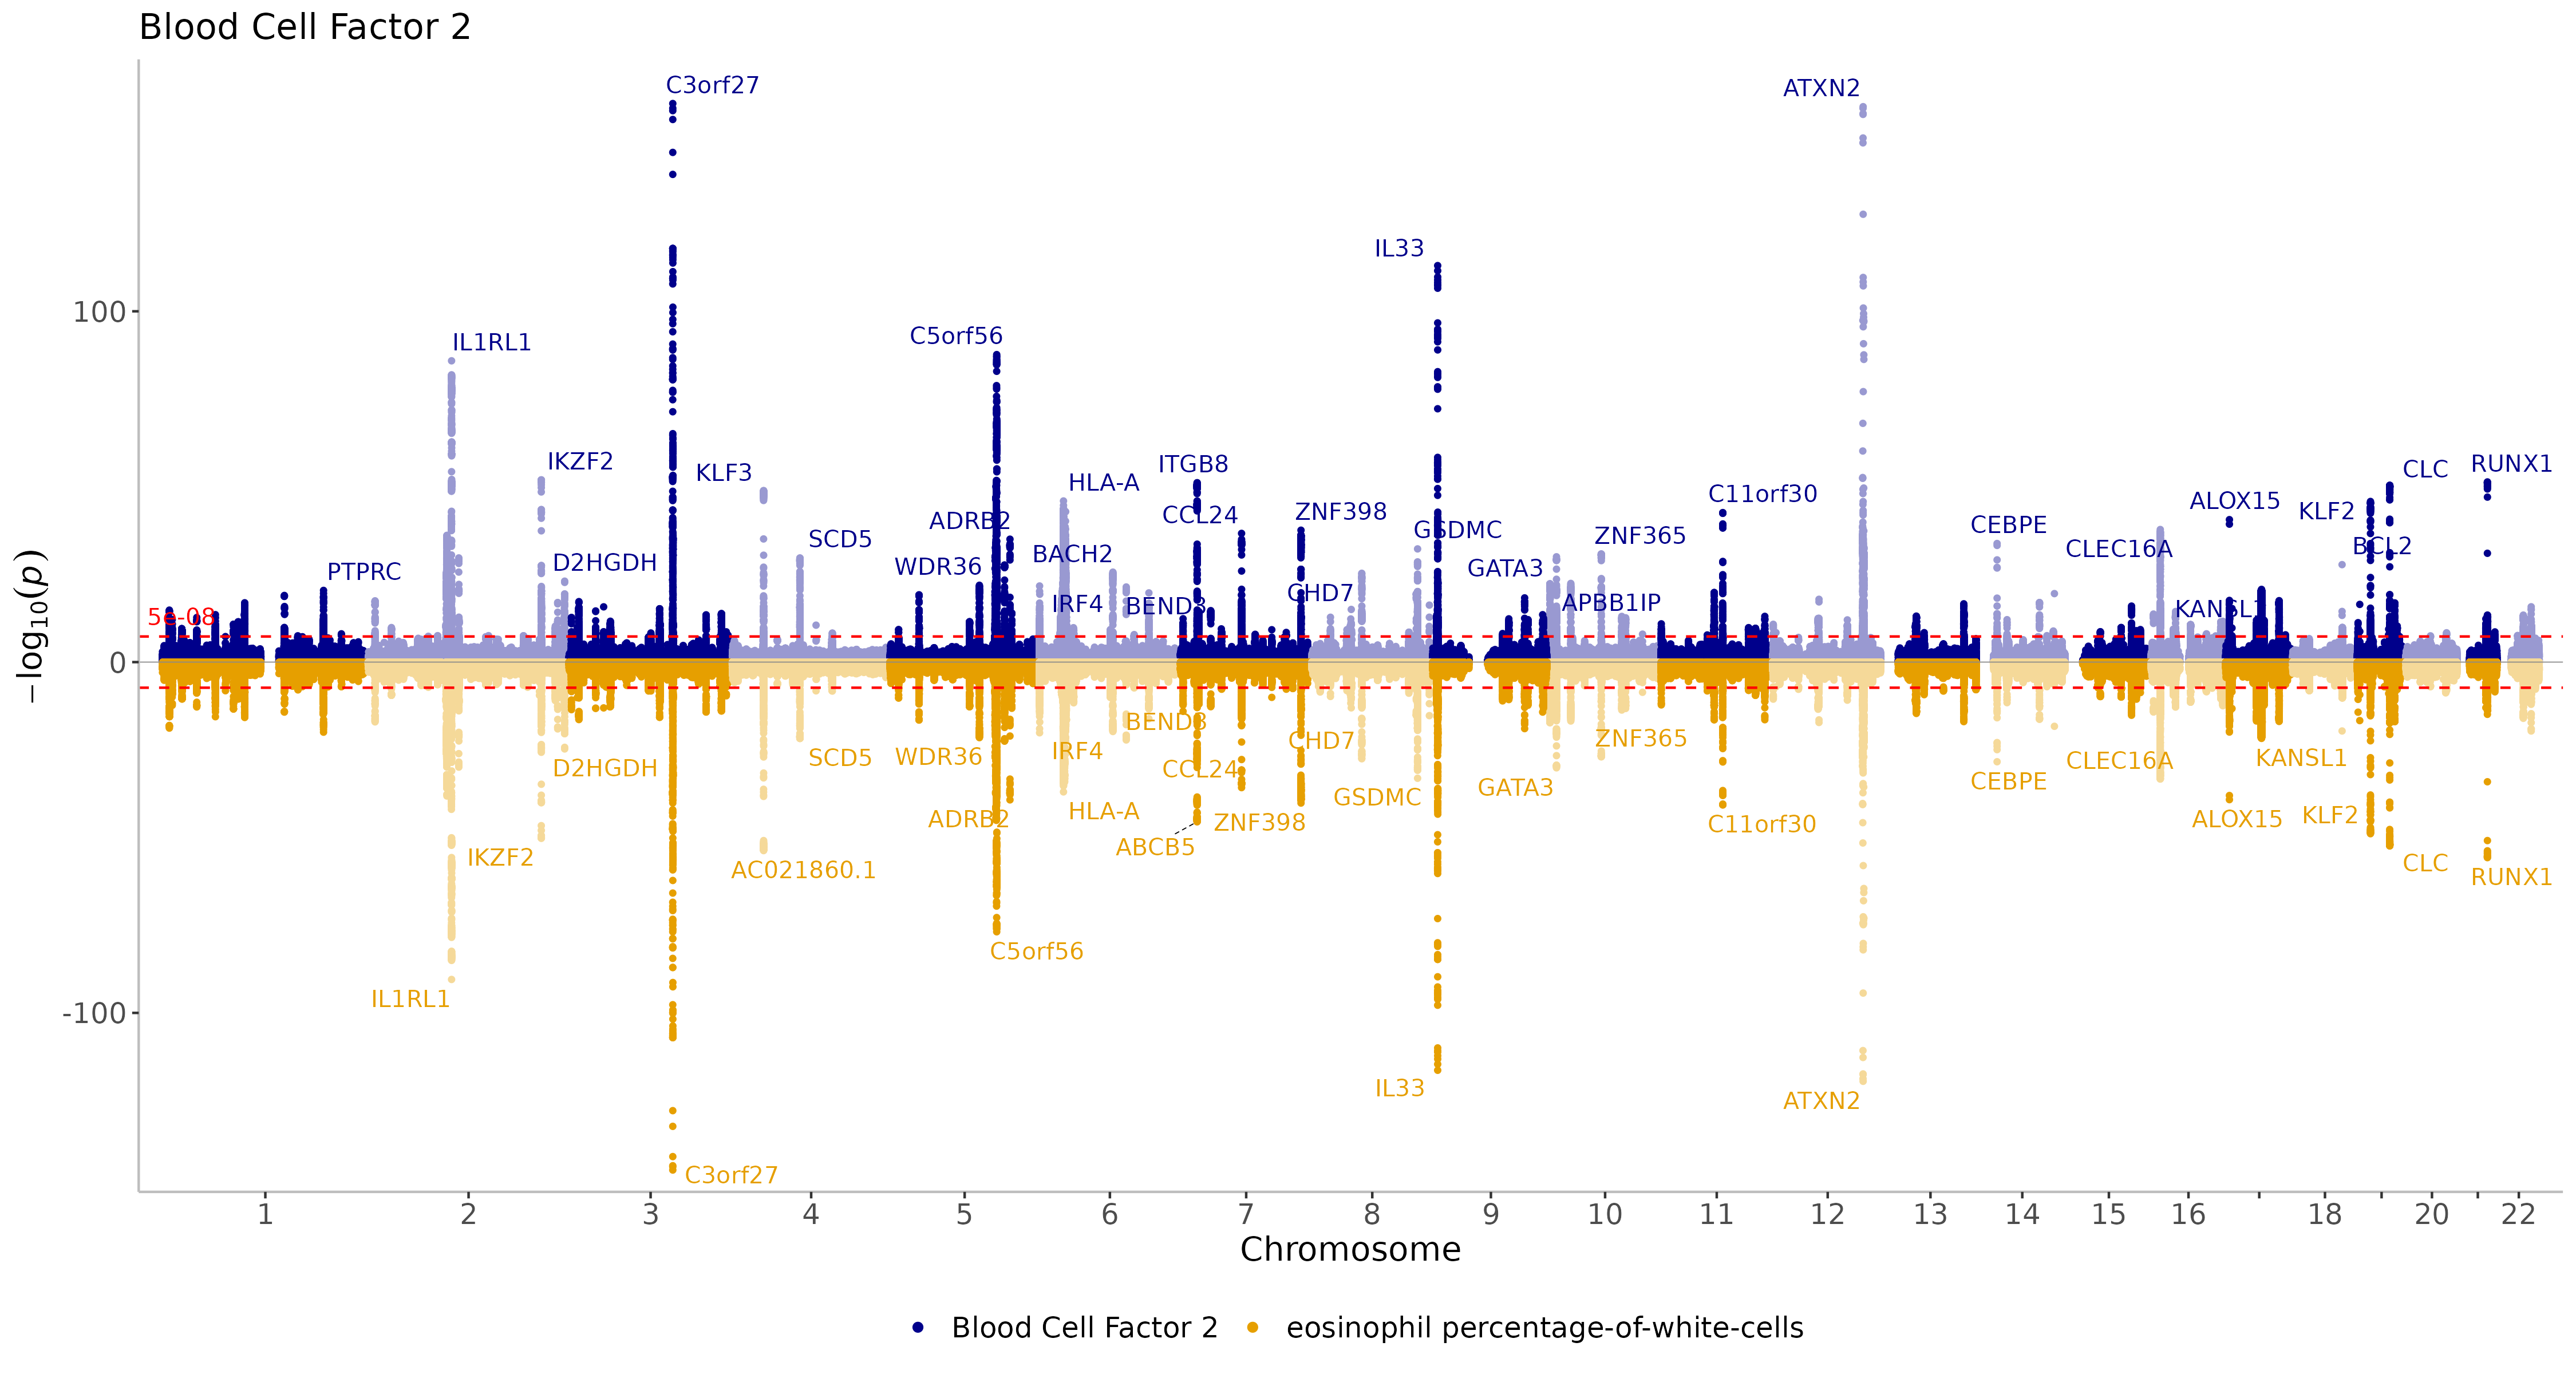 Blood Cell Factor 2
C3orf27
ATXN2
IL33
100
IL1RL1
C5orf56
IKZF2
KLF3
HLA-A
ITGB8
CLC
RUNX1
C11orf30
ALOX15
KLF2
ADRB2
CCL24
ZNF398
GSDMC
SCD5
ZNF365
CEBPE
BACH2
CLEC16A
BCL2
D2HGDH
WDR36
GATA3
PTPRC
CHD7
IRF4
BEND3
APBB1IP
KANSL1
5e-08
0
−log10(p)
BEND3
IRF4
CHD7
ZNF365
D2HGDH
SCD5
WDR36
CCL24
CLEC16A
KANSL1
CEBPE
GSDMC
GATA3
HLA-A
ADRB2
ZNF398
C11orf30
ALOX15
KLF2
ABCB5
IKZF2
AC021860.1
CLC
RUNX1
C5orf56
IL1RL1
-100
IL33
ATXN2
C3orf27
1 2 3 4 5 6 7 8 9 10 11 12 13 14 15 16 18 20 22
Chromosome
Blood Cell Factor 2 eosinophil percentage-of-white-cells